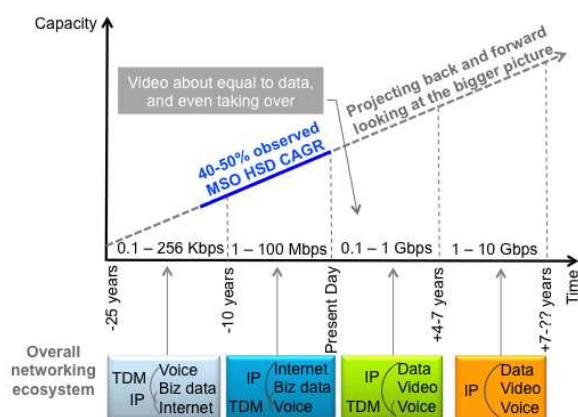 Capacity
Video about equal to data,
and even taking over
Projecting back and forward
looking at the bigger picture
40-50% observed
MSO HSD CAGR
0.1 – 256 Kbps
1 – 100 Mbps
0.1 – 1 Gbps
1 – 10 Gbps
Time
-25 years
-10 years
Present Day
+4-7 years
+7-?? years
Overall
networking
ecosystem
TDM
IP
Voice
Biz data
Internet
IP
TDM
Internet
Biz data
Voice
IP
TDM
Data
Video
Voice
IP
Data
Video
Voice